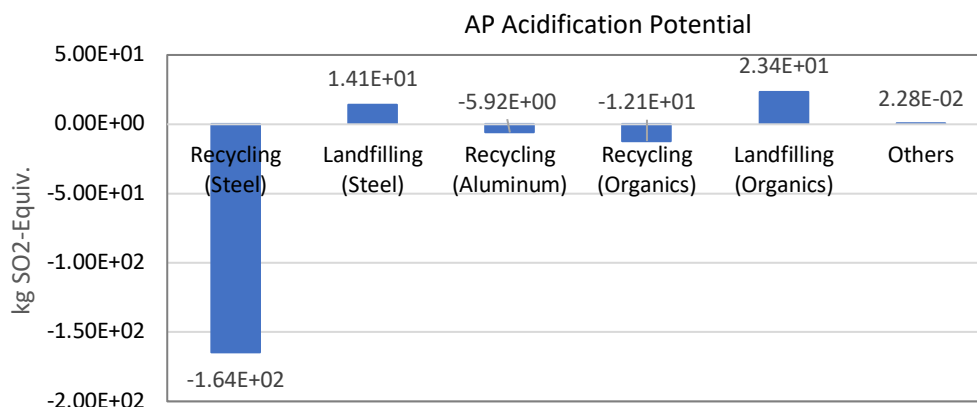 AP Acidification Potential
kg SO2-Equiv.
5.00E+01
0.00E+00
-5.00E+01
-1.00E+02
-1.50E+02
-2.00E+02
1.41E+01
-5.92E+00
-1.21E+01
2.34E+01
2.28E-02
-1.64E+02
Recycling
(Steel)
Landfilling
(Steel)
Recycling
(Aluminum)
Recycling
(Organics)
Landfilling
(Organics)
Others